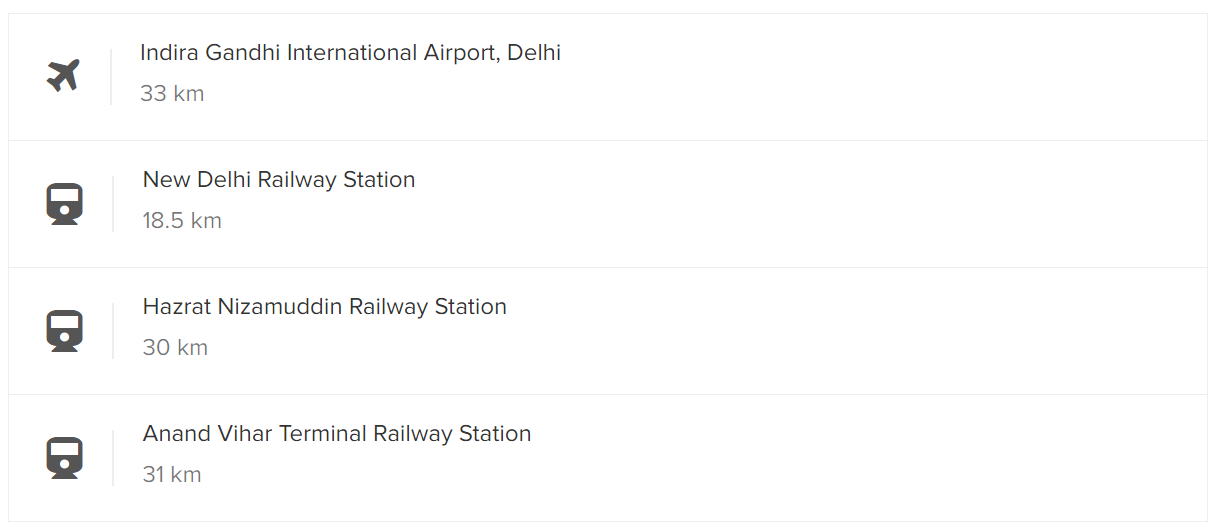 Indira Gandhi International Airport, Delhi
33 km
New Delhi Railway Station
18.5 km
Hazrat Nizamuddin Railway Station
30 km
Anand Vihar Terminal Railway Station
31 km